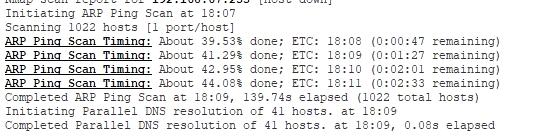 Nmap scan report for 192.168.67.255 [host down]
Initiating ARP Ping Scan at 18:07
Scanning 1022 hosts [1 port/host]
ARP Ping Scan Timing: About 39.53% done; ETC: 18:08 (0:00:47 remaining)
ARP Ping Scan Timing: About 41.29% done; ETC: 18:09 (0:01:27 remaining)
ARP Ping Scan Timing: About 42.95% done; ETC: 18:10 (0:02:01 remaining)
ARP Ping Scan Timing: About 44.08% done; ETC: 18:11 (0:02:33 remaining)
Completed ARP Ping Scan at 18:09, 139.74s elapsed (1022 total hosts)
Initiating Parallel DNS resolution of 41 hosts. at 18:09
Completed Parallel DNS resolution of 41 hosts. at 18:09, 0.08s elapsed